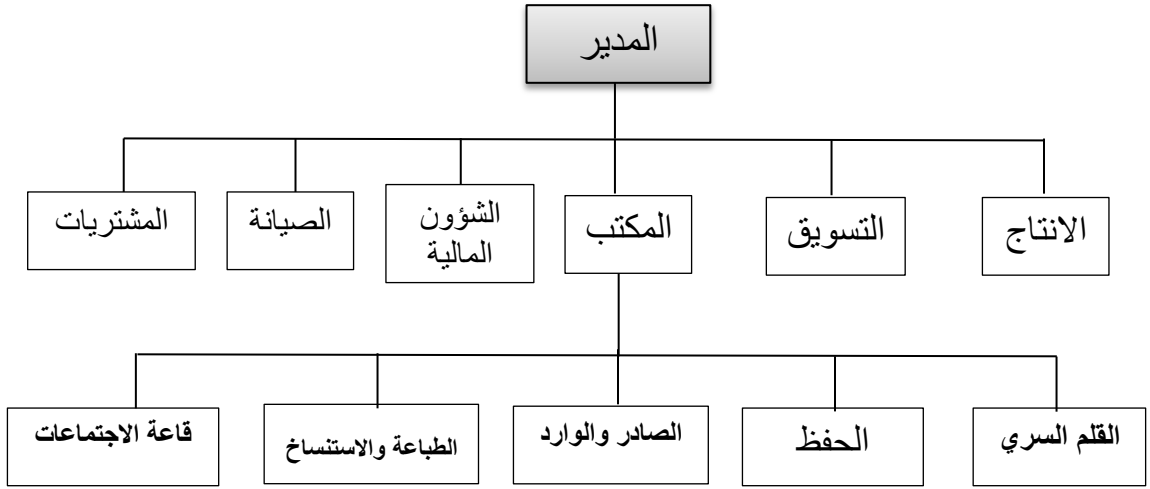 المدير
الانتاج
التسويق
المكتب
الشؤون
المالية
الصيانة
المشتريات
القلم السري
الحفظ
الصادر والوارد
الطباعة والاستنساخ
قاعة الاجتماعات